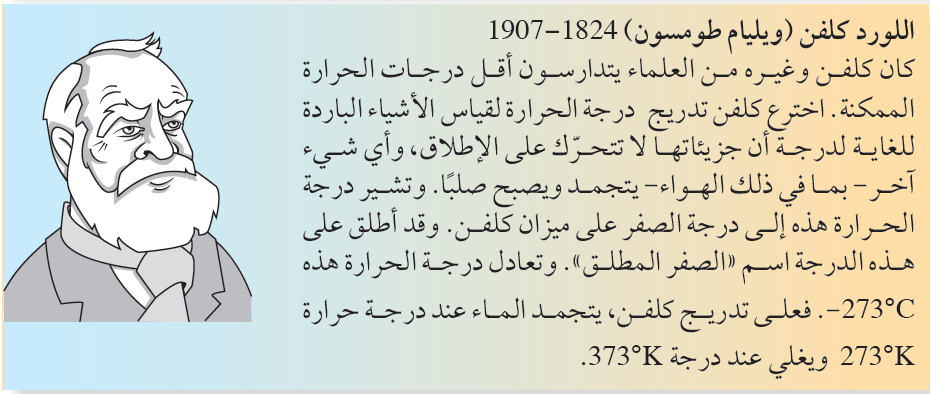 اللورد كلفن (ويليام طومسون) 1824–1907
كان كلفن وغيره من العلماء يتدارسون أقل درجات الحرارة
الممكنة. اخترع كلفن تدريج درجة الحرارة لقياس الأشياء الباردة
للغاية لدرجة أن جزيئاتها لا تتحرّك على الإطلاق، وأي شيء
آخر – بما في ذلك الهواء– يتجمد ويصبح صلبًا. وتشير درجة
الحرارة هذه إلى درجة الصفر على ميزان كلفن. وقد أطلق على
هذه الدرجة اسم «الصفر المطلق». وتعادل درجة الحرارة هذه
273°C–. فعلى تدريج كلفن، يتجمد الماء عند درجة حرارة
273°K ويغلي عند درجة 373°K.